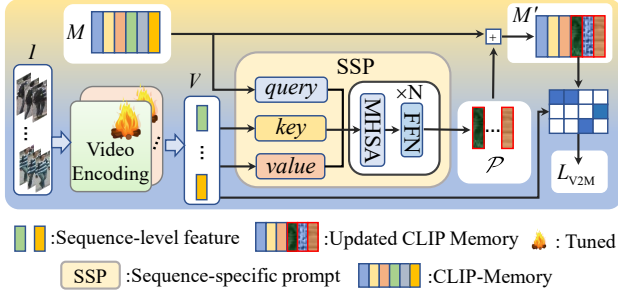 M
M′
I
V
SSP
×N
query
key
value
MHSA
FFN
+
...
𝒫
Video
Encoding
L_V2M
:Sequence-level feature
:Updated CLIP Memory
: Tuned
SSP :Sequence-specific prompt
:CLIP-Memory